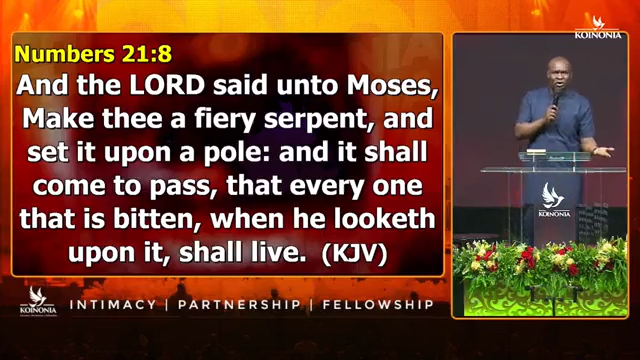 Numbers 21:8
And the LORD said unto Moses,
Make thee a fiery serpent, and
set it upon a pole: and it shall
come to pass, that every one
that is bitten, when he looketh
upon it, shall live. (KJV)
KOINONIA
KOINONIA
KOINONIA
INTIMACY | PARTNERSHIP | FELLOWSHIP